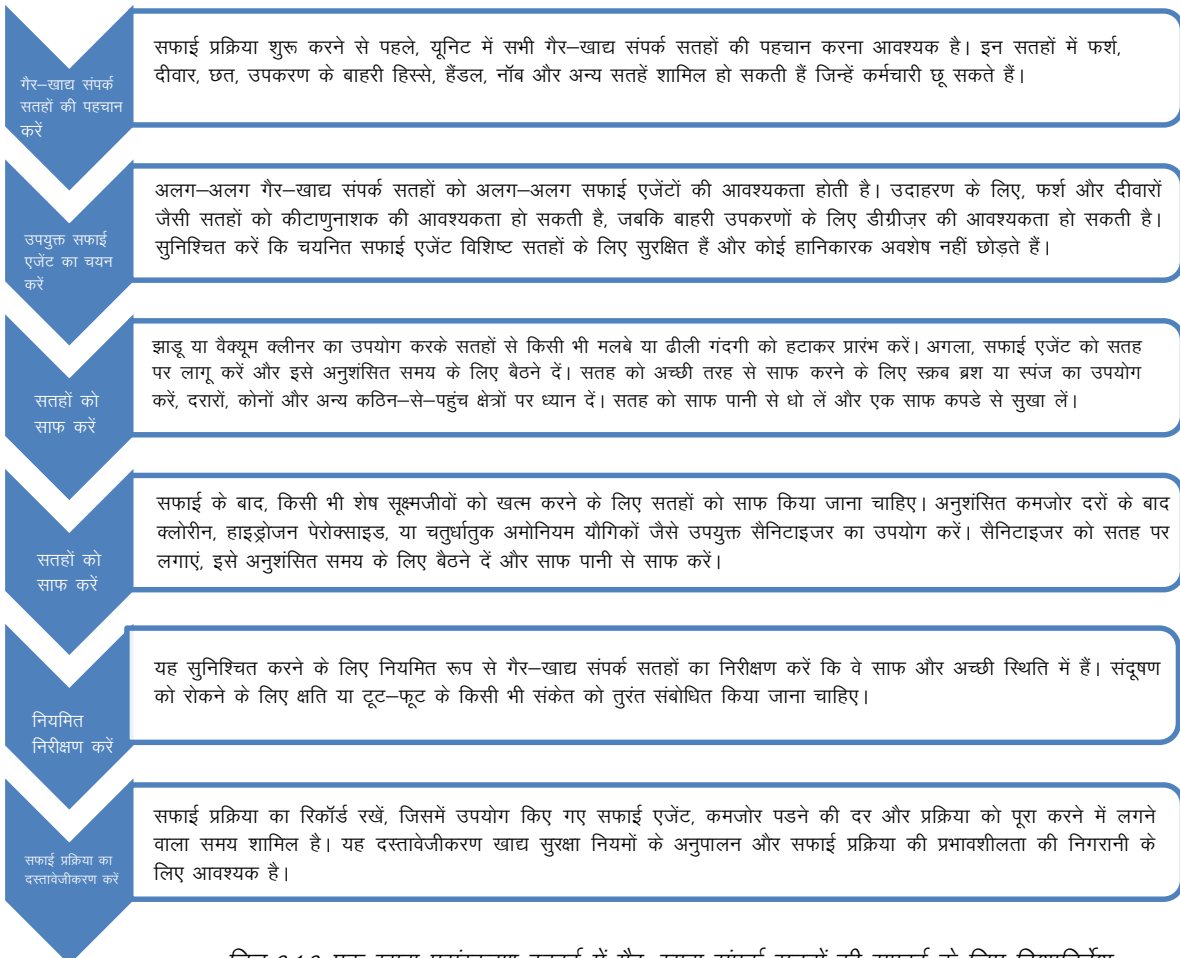 गैर–खाद्य संपर्क
सतहों की पहचान
करें
सफाई प्रक्रिया शुरू करने से पहले, यूनिट में सभी गैर–खाद्य संपर्क सतहों की पहचान करना आवश्यक है। इन सतहों में फर्श,
दीवार, छत, उपकरण के बाहरी हिस्से, हैंडल, नॉब और अन्य सतहें शामिल हो सकती हैं जिन्हें कर्मचारी छू सकते हैं।
उपयुक्त सफाई
एजेंट का चयन
करें
अलग–अलग गैर–खाद्य संपर्क सतहों को अलग–अलग सफाई एजेंटों की आवश्यकता होती है। उदाहरण के लिए, फर्श और दीवारों
जैसी सतहों को कीटाणुनाशक की आवश्यकता हो सकती है, जबकि बाहरी उपकरणों के लिए डीग्रीज़र की आवश्यकता हो सकती है।
सुनिश्चित करें कि चयनित सफाई एजेंट विशिष्ट सतहों के लिए सुरक्षित हैं और कोई हानिकारक अवशेष नहीं छोड़ते हैं।
सतहों को
साफ करें
झाडू या वैक्यूम क्लीनर का उपयोग करके सतहों से किसी भी मलबे या ढीली गंदगी को हटाकर प्रारंभ करें। अगला, सफाई एजेंट को सतह
पर लागू करें और इसे अनुशंसित समय के लिए बैठने दें। सतह को अच्छी तरह से साफ करने के लिए स्क्रब ब्रश या स्पंज का उपयोग
करें, दरारों, कोनों और अन्य कठिन–से–पहुंच क्षेत्रों पर ध्यान दें। सतह को साफ पानी से धो लें और एक साफ कपडे से सुखा लें।
सतहों को
साफ करें
सफाई के बाद, किसी भी शेष सूक्ष्मजीवों को खत्म करने के लिए सतहों को साफ किया जाना चाहिए। अनुशंसित कमजोर दरों के बाद
क्लोरीन, हाइड्रोजन पेरोक्साइड, या चतुर्धातुक अमोनियम यौगिकों जैसे उपयुक्त सैनिटाइजर का उपयोग करें। सैनिटाइजर को सतह पर
लगाएं, इसे अनुशंसित समय के लिए बैठने दें और साफ पानी से साफ करें।
नियमित
निरीक्षण करें
यह सुनिश्चित करने के लिए नियमित रूप से गैर–खाद्य संपर्क सतहों का निरीक्षण करें कि वे साफ और अच्छी स्थिति में हैं। संदूषण
को रोकने के लिए क्षति या टूट–फूट के किसी भी संकेत को तुरंत संबोधित किया जाना चाहिए।
सफाई प्रक्रिया का
दस्तावेजीकरण करें
सफाई प्रक्रिया का रिकॉर्ड रखें, जिसमें उपयोग किए गए सफाई एजेंट, कमजोर पडने की दर और प्रक्रिया को पूरा करने में लगने
वाला समय शामिल है। यह दस्तावेजीकरण खाद्य सुरक्षा नियमों के अनुपालन और सफाई प्रक्रिया की प्रभावशीलता की निगरानी के
लिए आवश्यक है।